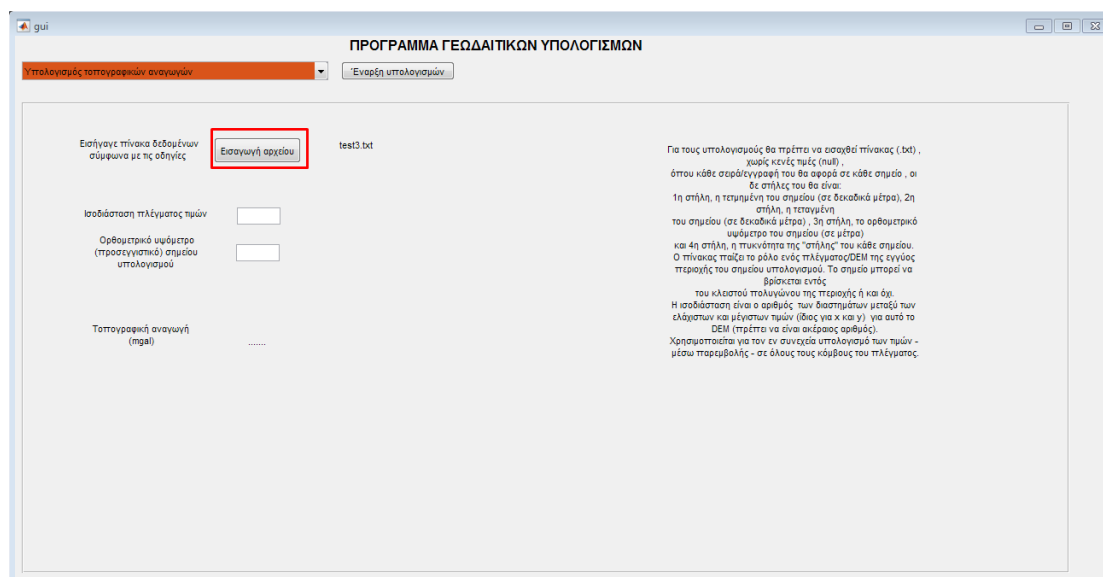 gui
ΠΡΟΓΡΑΜΜΑ ΓΕΩΔΑΙΤΙΚΩΝ ΥΠΟΛΟΓΙΣΜΩΝ
Υπολογισμός τοπογραφικών αναγωγών
Έναρξη υπολογισμών
Εισήγαγε πίνακα δεδομένων
σύμφωνα με τις οδηγίες
Εισαγωγή αρχείου
test3.txt
Ισοδιάσταση πλέγματος τιμών
Ορθομετρικό υψόμετρο
(προσεγγιστικό) σημείου
υπολογισμού
Τοπογραφική αναγωγή
(mgal)
.......
Για τους υπολογισμούς θα πρέπει να εισαχθεί πίνακας (.txt) ,
χωρίς κενές τιμές (null) ,
όπου κάθε σειρά/εγγραφή του θα αφορά σε κάθε σημείο , οι
δε στήλες του θα είναι:
1η στήλη, η τετμημένη του σημείου (σε δεκαδικά μέτρα), 2η
στήλη, η τεταγμένη
του σημείου (σε δεκαδικά μέτρα) , 3η στήλη, το ορθομετρικό
υψόμετρο του σημείου (σε μέτρα)
και 4η στήλη, η πυκνότητα της "στήλης" του κάθε σημείου.
Ο πίνακας παίζει το ρόλο ενός πλέγματος/DEM της εγγύος
περιοχής του σημείου υπολογισμού. Το σημείο μπορεί να
βρίσκεται εντός
του κλειστού πολυγώνου της περιοχής ή και όχι.
Η ισοδιάσταση είναι ο αριθμός των διαστημάτων μεταξύ των
ελάχιστων και μέγιστων τιμών (ίδιος για x και y) για αυτό το
DEM (πρέπει να είναι ακέραιος αριθμός).
Χρησιμοποιείται για τον εν συνεχεία υπολογισμό των τιμών -
μέσω παρεμβολής - σε όλους τους κόμβους του πλέγματος.